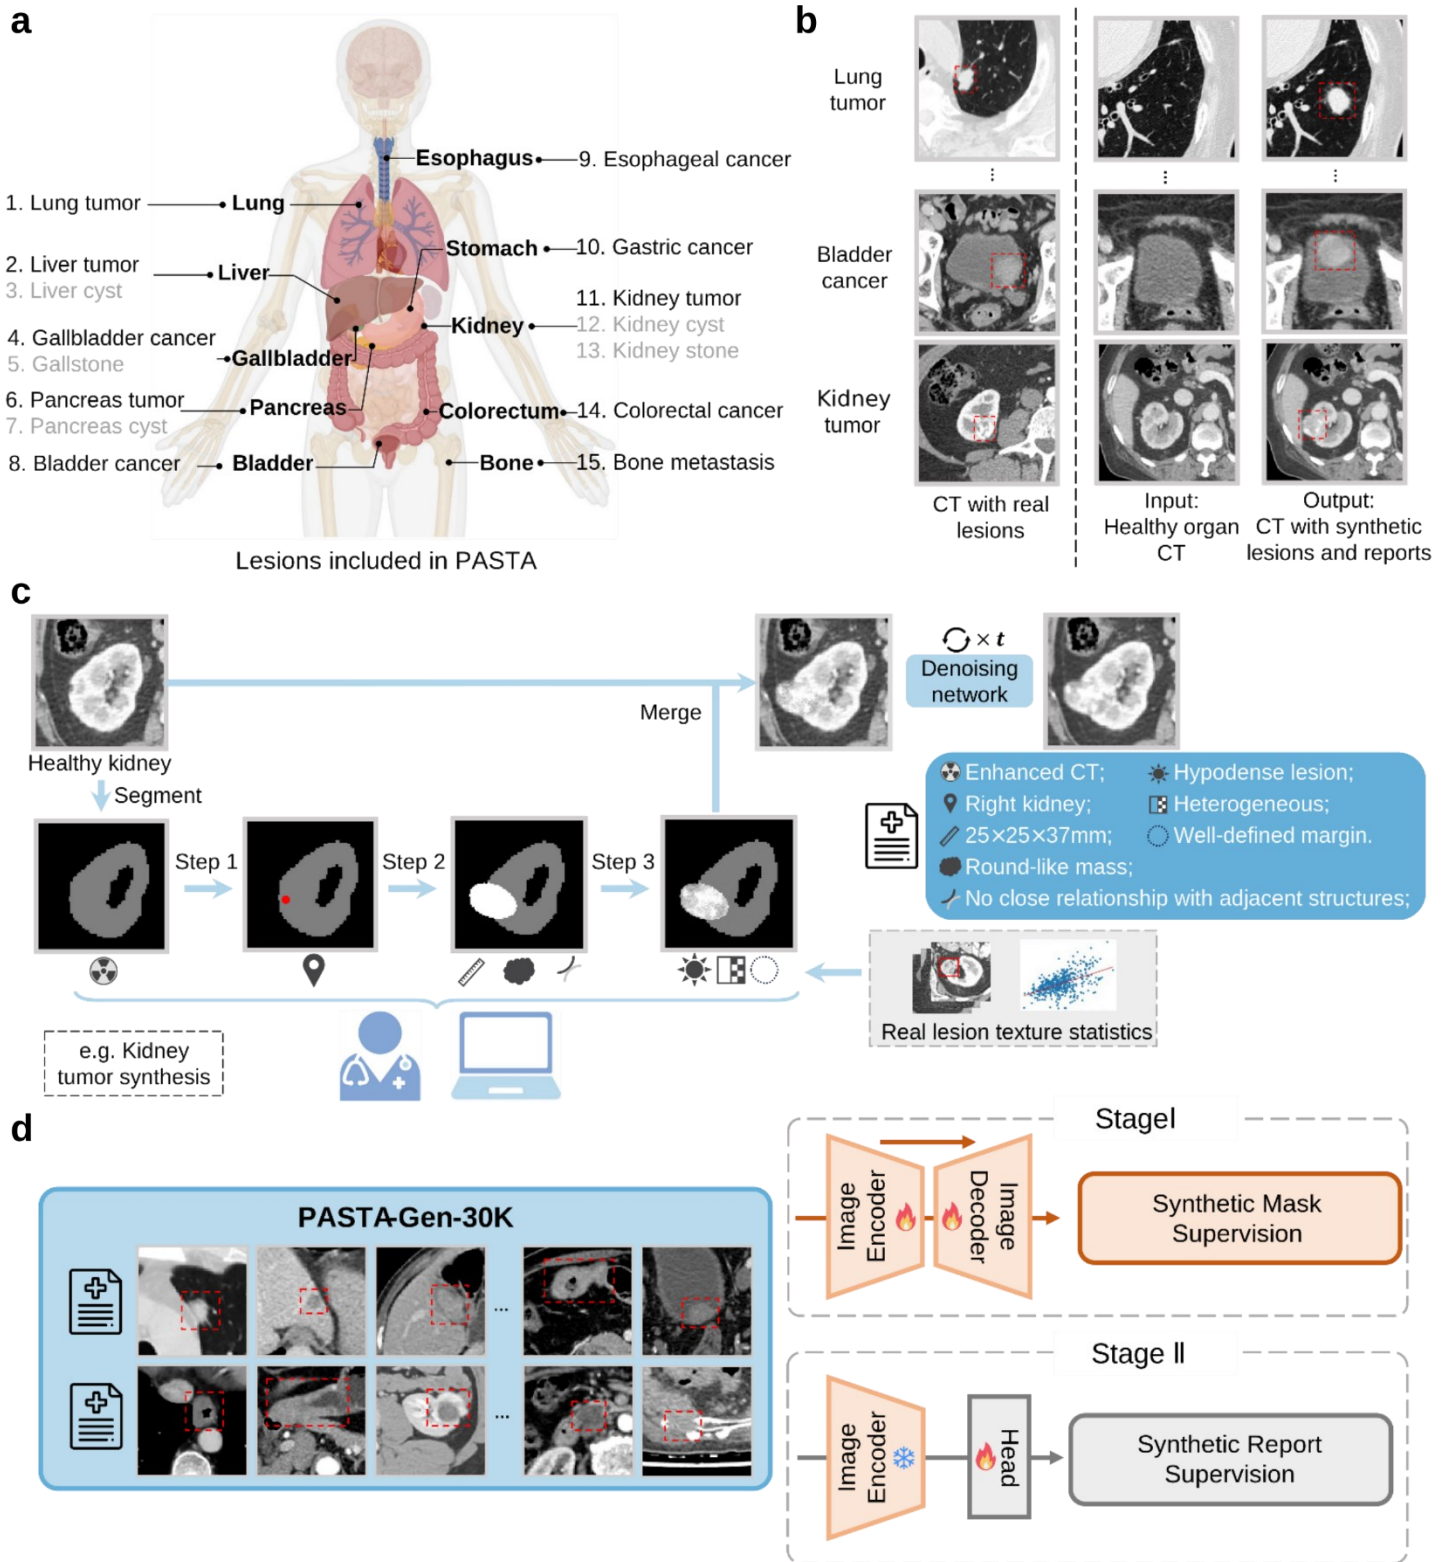 a
Esophagus
9. Esophageal cancer
1. Lung tumor
Lung
Stomach
10. Gastric cancer
2. Liver tumor
3. Liver cyst
Liver
11. Kidney tumor
12. Kidney cyst
13. Kidney stone
Kidney
4. Gallbladder cancer
5. Gallstone
Gallbladder
6. Pancreas tumor
7. Pancreas cyst
Pancreas
Colorectum
14. Colorectal cancer
8. Bladder cancer
Bladder
Bone
15. Bone metastasis
Lesions included in PASTA
b
Lung
tumor
...
...
...
Bladder
cancer
Kidney
tumor
CT with real
lesions
Input:
Healthy organ
CT
Output:
CT with synthetic
lesions and reports
c
Healthy kidney
Segment
Step 1
Step 2
Step 3
Merge
× t
Denoising
network
Enhanced CT;
Hypodense lesion;
Right kidney;
Heterogeneous;
25×25×37mm;
Well-defined margin.
Round-like mass;
No close relationship with adjacent structures;
Real lesion texture statistics
e.g. Kidney
tumor synthesis
d
PASTA-Gen-30K
...
...
StageⅠ
Image
Encoder
Image
Decoder
Synthetic Mask
Supervision
Stage Ⅱ
Image
Encoder
Head
Synthetic Report
Supervision